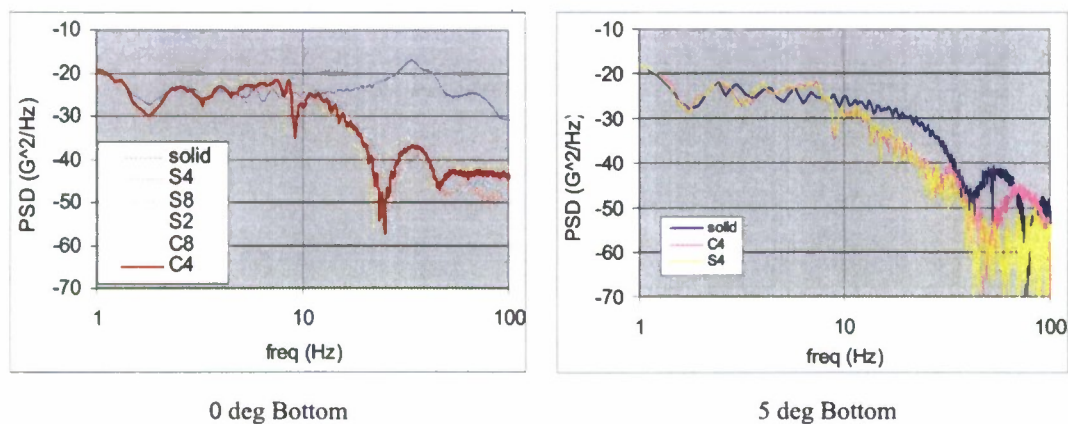 -10
-20
-30
-40
-50
-60
-70
PSD (G^2/Hz)
solid
S4
S8
S2
C8
C4
1 10 100
freq (Hz)
0 deg Bottom
-10
-20
-30
-40
-50
-60
-70
PSD (G^2/Hz)
solid
C4
S4
1 10 100
freq (Hz)
5 deg Bottom